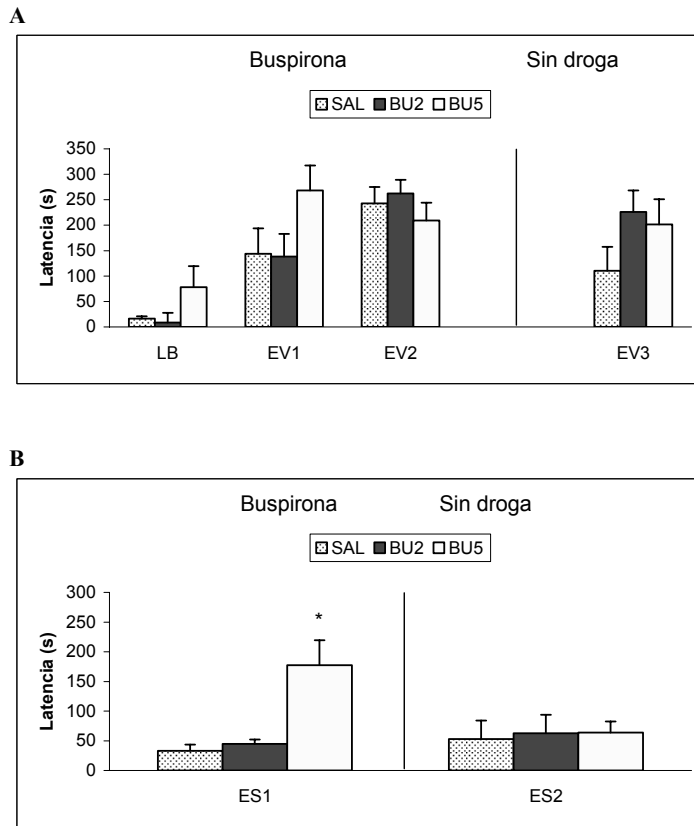 A
Buspirona Sin droga
SAL BU2 BU5
350
300
250
200
150
100
50
0
Latencia (s)
LB EV1 EV2 EV3
B
Buspirona Sin droga
SAL BU2 BU5
300
250
200
150
100
50
0
Latencia (s)
*
ES1 ES2